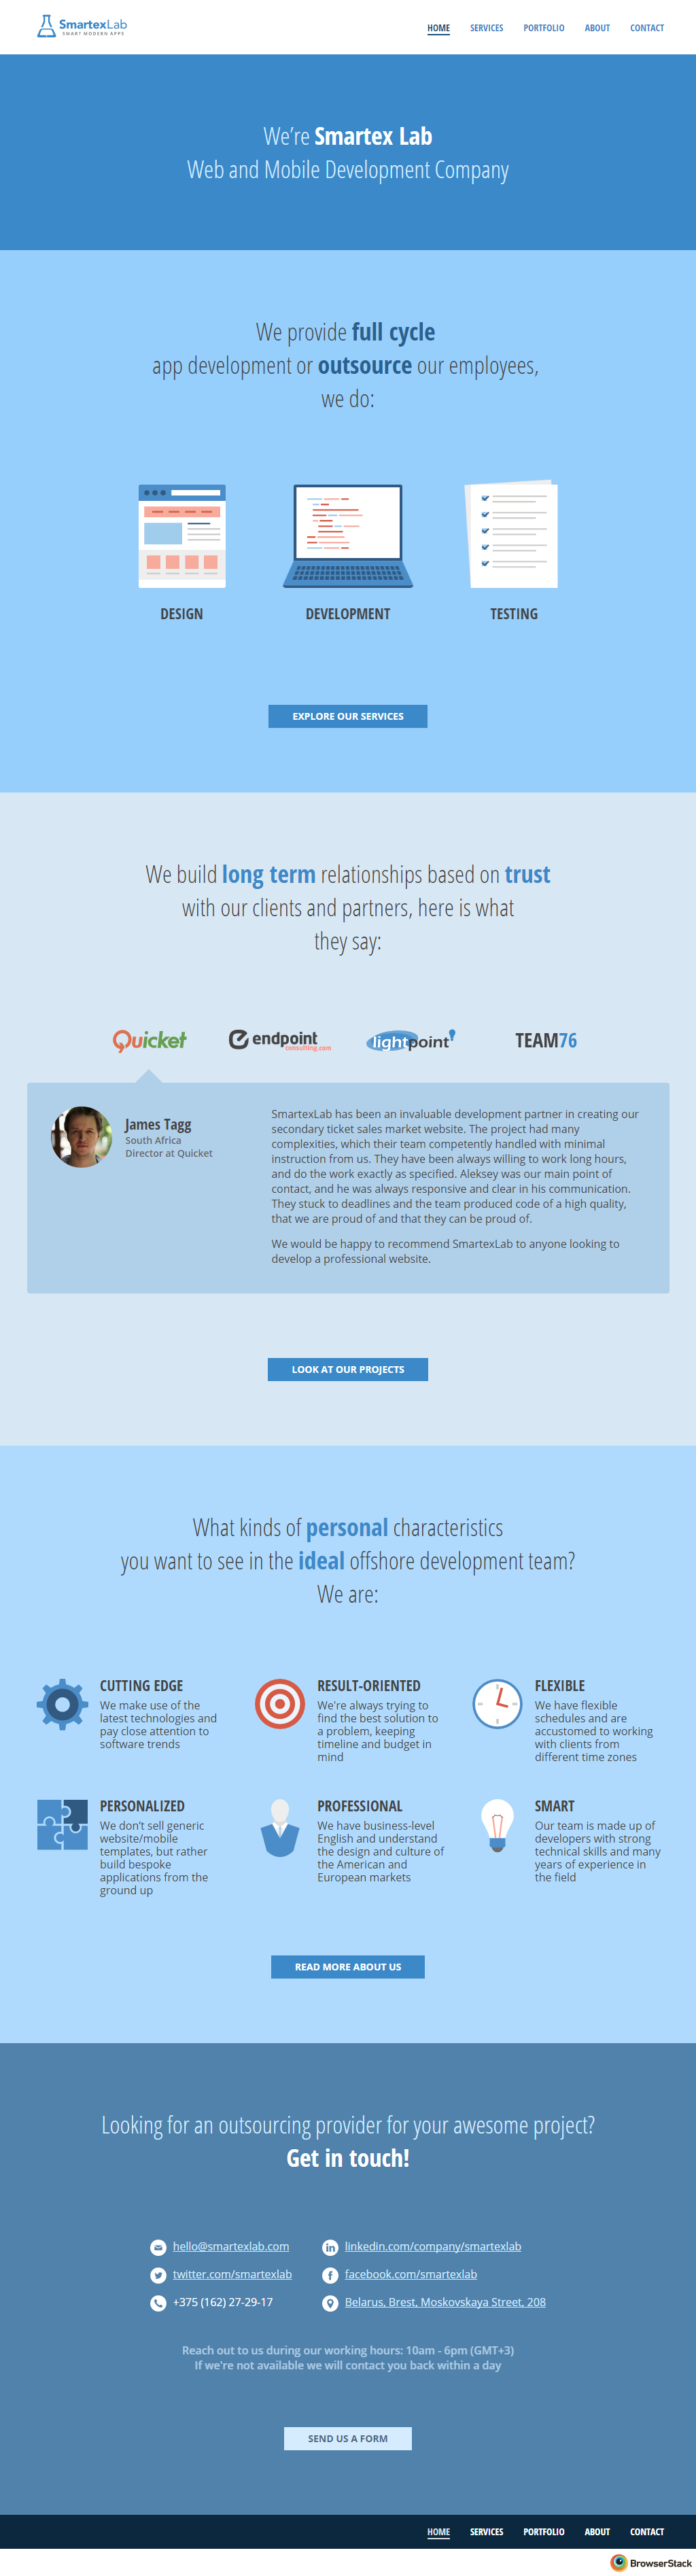 SmartexLab
SMART MODERN APPS
HOME SERVICES PORTFOLIO ABOUT CONTACT
We're Smartex Lab
Web and Mobile Development Company
We provide full cycle
app development or outsource our employees,
we do:
DESIGN DEVELOPMENT TESTING
EXPLORE OUR SERVICES
We build long term relationships based on trust
with our clients and partners, here is what
they say:
Quicket
endpoint
consulting.com
lightpoint
TEAM76
James Tagg
South Africa
Director at Quicket
SmartexLab has been an invaluable development partner in creating our
secondary ticket sales market website. The project had many
complexities, which their team competently handled with minimal
instruction from us. They have been always willing to work long hours,
and do the work exactly as specified. Aleksey was our main point of
contact, and he was always responsive and clear in his communication.
They stuck to deadlines and the team produced code of a high quality,
that we are proud of and that they can be proud of.
We would be happy to recommend SmartexLab to anyone looking to
develop a professional website.
LOOK AT OUR PROJECTS
What kinds of personal characteristics
you want to see in the ideal offshore development team?
We are:
CUTTING EDGE
We make use of the
latest technologies and
pay close attention to
software trends
RESULT-ORIENTED
We're always trying to
find the best solution to
a problem, keeping
timeline and budget in
mind
FLEXIBLE
We have flexible
schedules and are
accustomed to working
with clients from
different time zones
PERSONALIZED
We don't sell generic
website/mobile
templates, but rather
build bespoke
applications from the
ground up
PROFESSIONAL
We have business-level
English and understand
the design and culture of
the American and
European markets
SMART
Our team is made up of
developers with strong
technical skills and many
years of experience in
the field
READ MORE ABOUT US
Looking for an outsourcing provider for your awesome project?
Get in touch!
hello@smartexlab.com
linkedin.com/company/smartexlab
twitter.com/smartexlab
facebook.com/smartexlab
+375 (162) 27-29-17
Belarus, Brest, Moskovskaya Street, 208
Reach out to us during our working hours: 10am - 6pm (GMT+3)
If we're not available we will contact you back within a day
SEND US A FORM
HOME SERVICES PORTFOLIO ABOUT CONTACT
BrowserStack